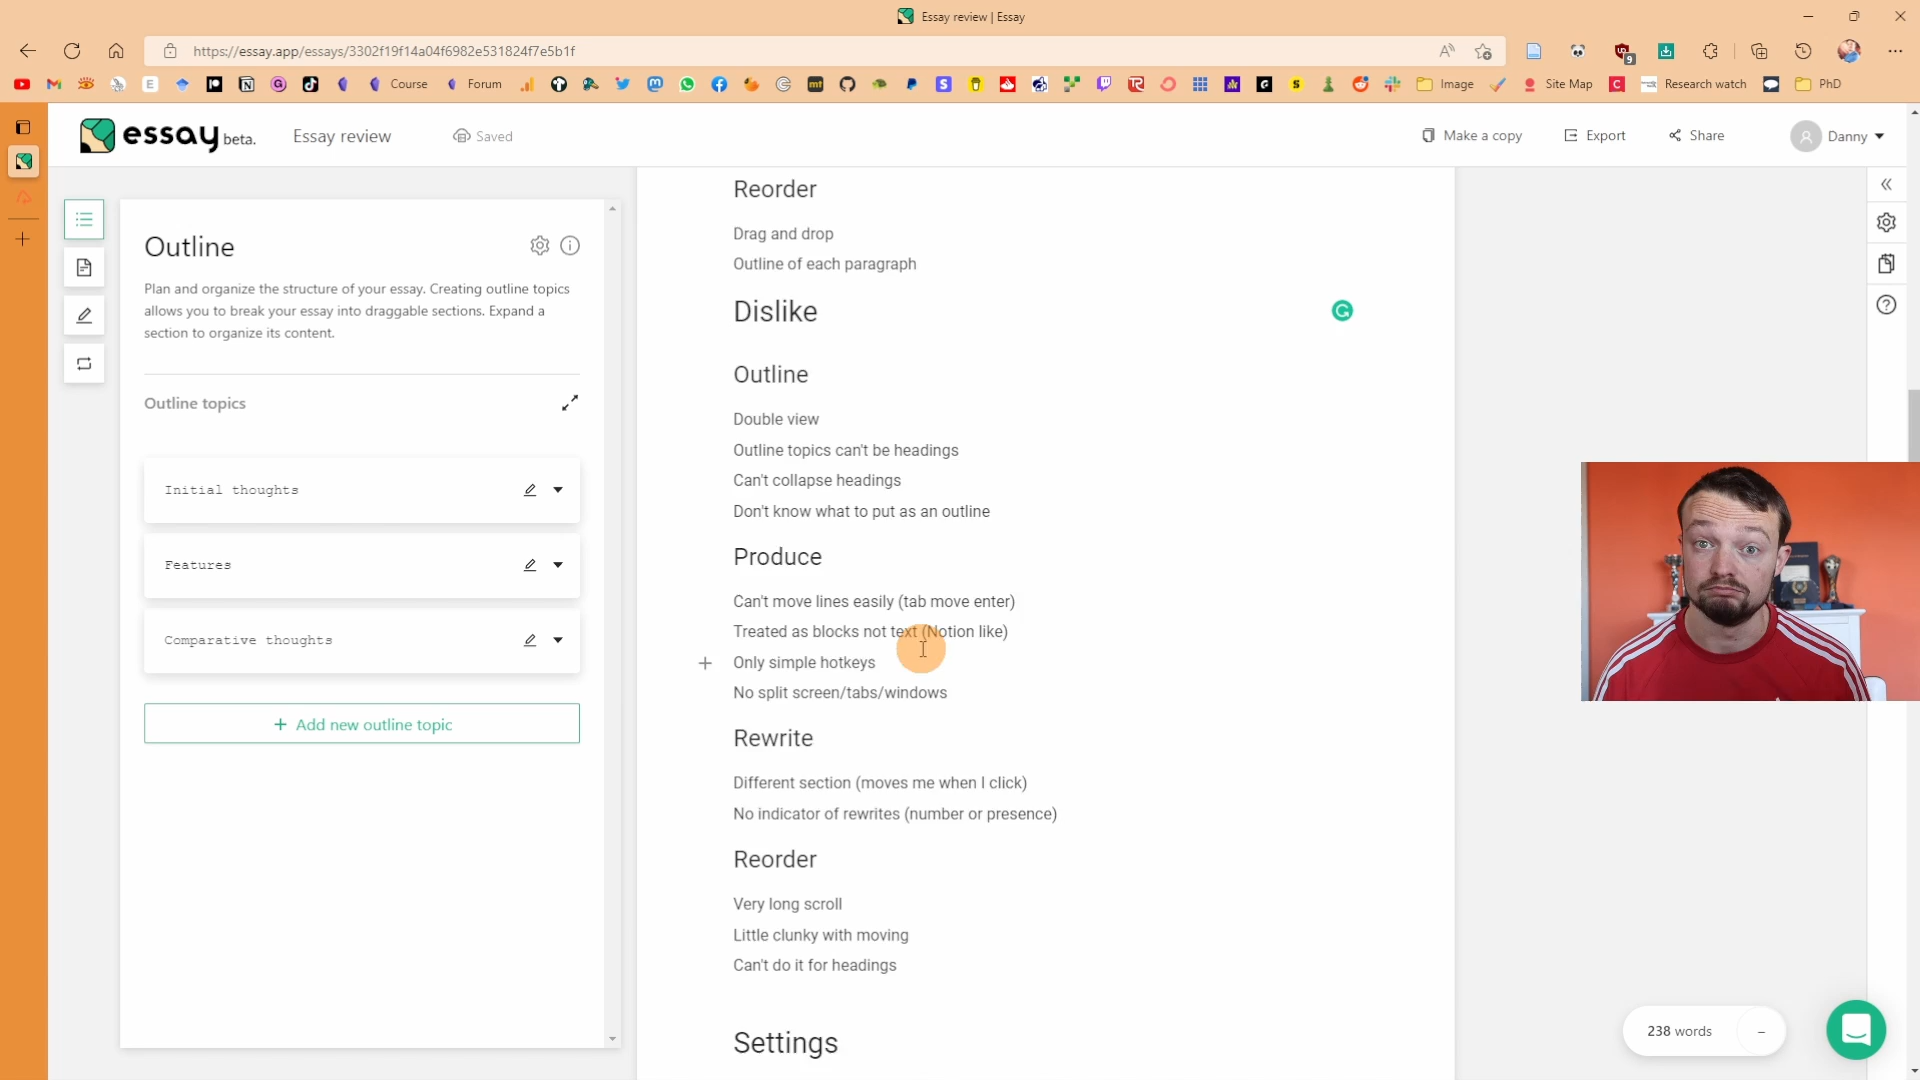 Essay review | Essay
https://essay.app/essays/3302f19f14a04f6982e531824f7e5b1f
9
Course
Forum
Image
Site Map
Research watch
PhD
essay beta.
Essay review
Saved
Make a copy
Export
Share
Danny
Outline
Plan and organize the structure of your essay. Creating outline topics
allows you to break your essay into draggable sections. Expand a
section to organize its content.
Outline topics
Initial thoughts
Features
Comparative thoughts
+ Add new outline topic
Reorder
Drag and drop
Outline of each paragraph
Dislike
Outline
Double view
Outline topics can't be headings
Can't collapse headings
Don't know what to put as an outline
Produce
Can't move lines easily (tab move enter)
Treated as blocks not text (Notion like)
Only simple hotkeys
No split screen/tabs/windows
Rewrite
Different section (moves me when I click)
No indicator of rewrites (number or presence)
Reorder
Very long scroll
Little clunky with moving
Can't do it for headings
Settings
238 words